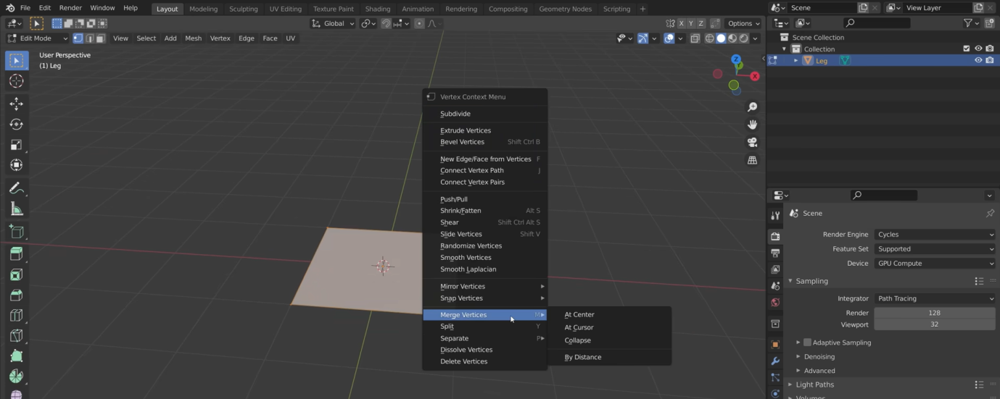 File Edit Render Window Help Layout Modeling Sculpting UV Editing Texture Paint Shading Animation Rendering Compositing Geometry Nodes Scripting + Scene View Layer
Global X Y Z Options
Edit Mode View Select Add Mesh Vertex Edge Face UV
Scene Collection
Collection
Leg
User Perspective
(1) Leg
Z
Y
X
Vertex Context Menu
Subdivide
Extrude Vertices
Bevel Vertices Shift Ctrl B
New Edge/Face from Vertices F
Connect Vertex Path J
Connect Vertex Pairs
Push/Pull
Shrink/Fatten Alt S
Shear Shift Ctrl Alt S
Slide Vertices Shift V
Randomize Vertices
Smooth Vertices
Smooth Laplacian
Mirror Vertices
Snap Vertices
Merge Vertices M
Split Y
Separate P
Dissolve Vertices
Delete Vertices
At Center
At Cursor
Collapse
By Distance
Scene
Render Engine Cycles
Feature Set Supported
Device GPU Compute
Sampling
Integrator Path Tracing
Render 128
Viewport 32
Adaptive Sampling
Denoising
Advanced
Light Paths
Volumes